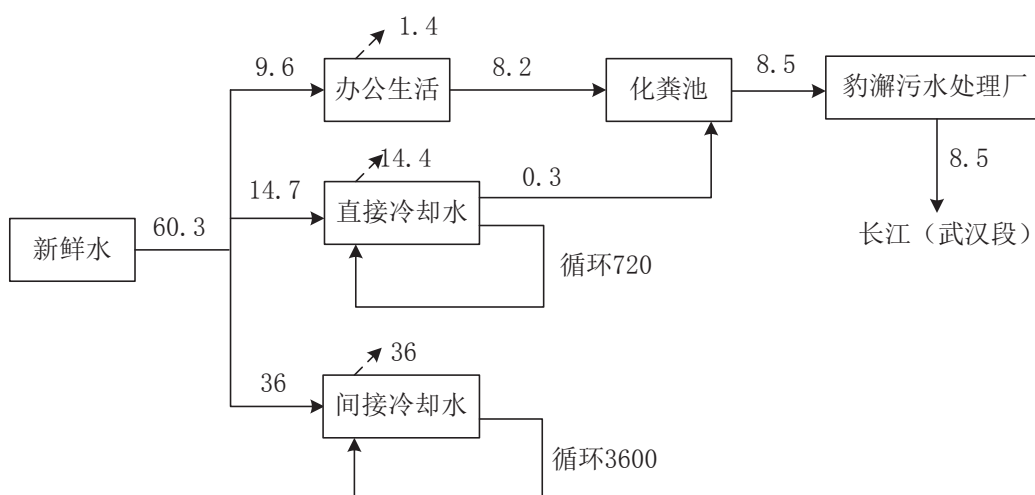 1.4
9.6
办公生活
8.2
化粪池
8.5
豹澥污水处理厂
8.5
长江（武汉段）
14.4
14.7
直接冷却水
0.3
循环720
新鲜水
60.3
36
36
间接冷却水
循环3600